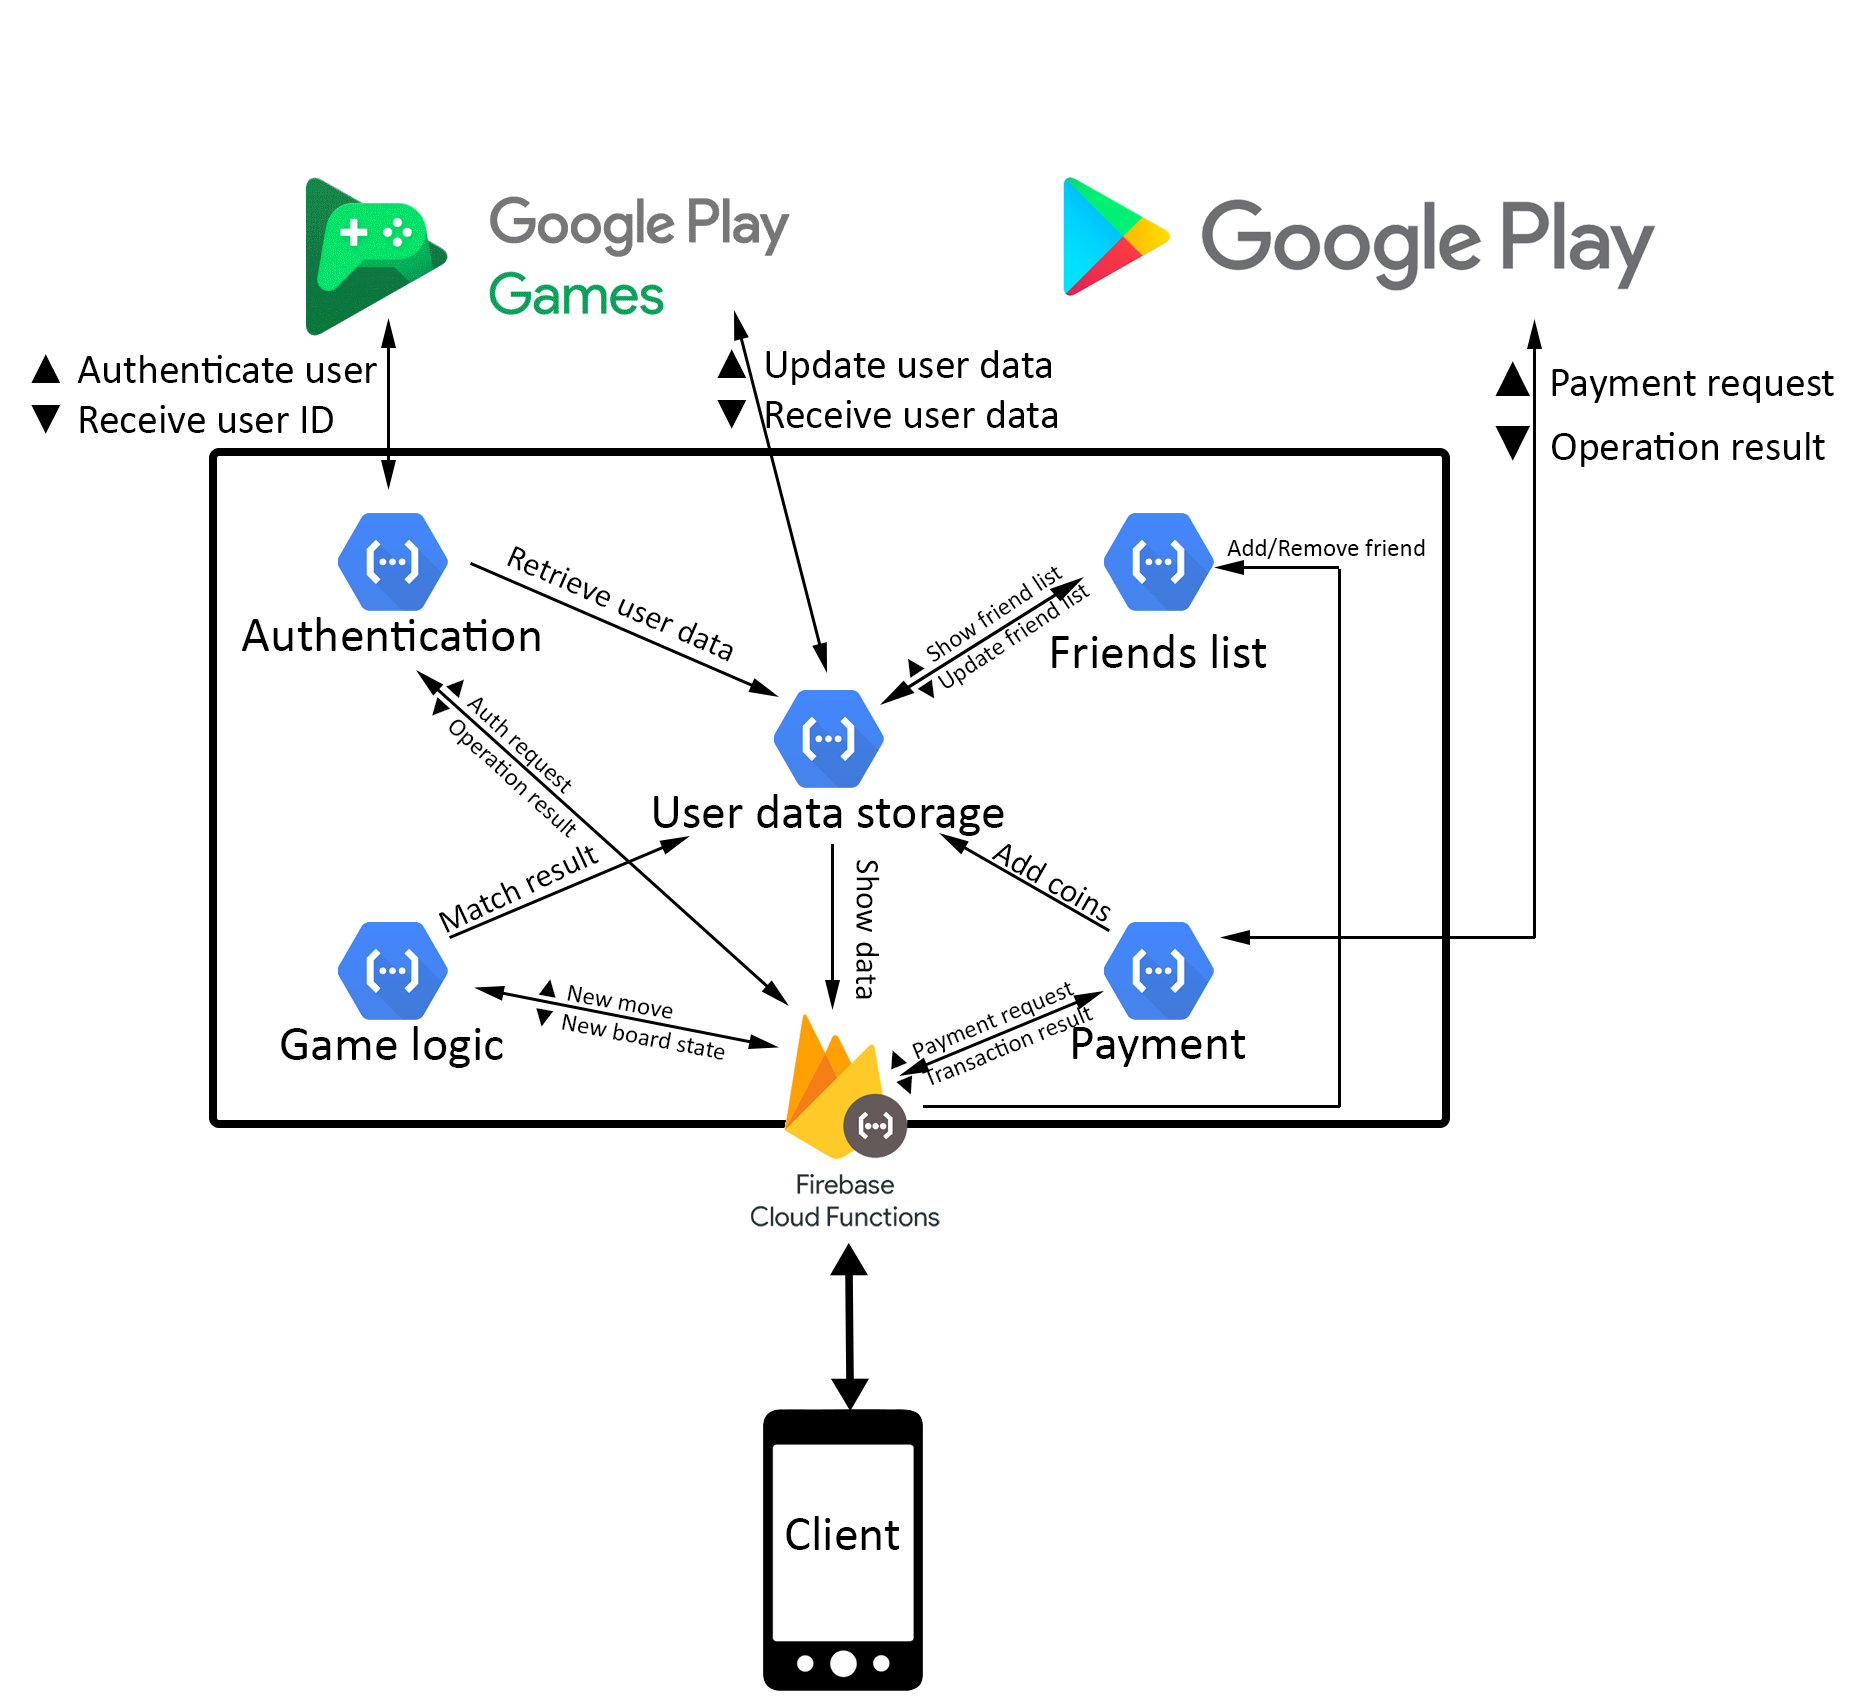 Google Play
Games
Google Play
▲ Authenticate user
▼ Receive user ID
▲ Update user data
▼ Receive user data
▲ Payment request
▼ Operation result
Authentication
Retrieve user data
Add/Remove friend
Show friend list
Update friend list
Friends list
Auth request
Operation result
User data storage
Match result
Show data
Add coins
Game logic
New move
New board state
Payment request
Transaction result
Payment
Firebase
Cloud Functions
Client